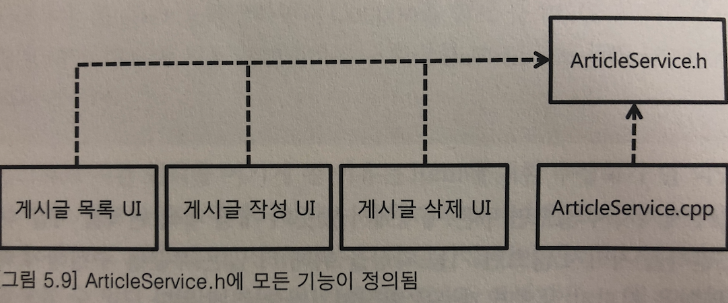 ArticleService.h
게시글 목록 UI
게시글 작성 UI
게시글 삭제 UI
ArticleService.cpp
그림 5.9] ArticleService.h에 모든 기능이 정의됨